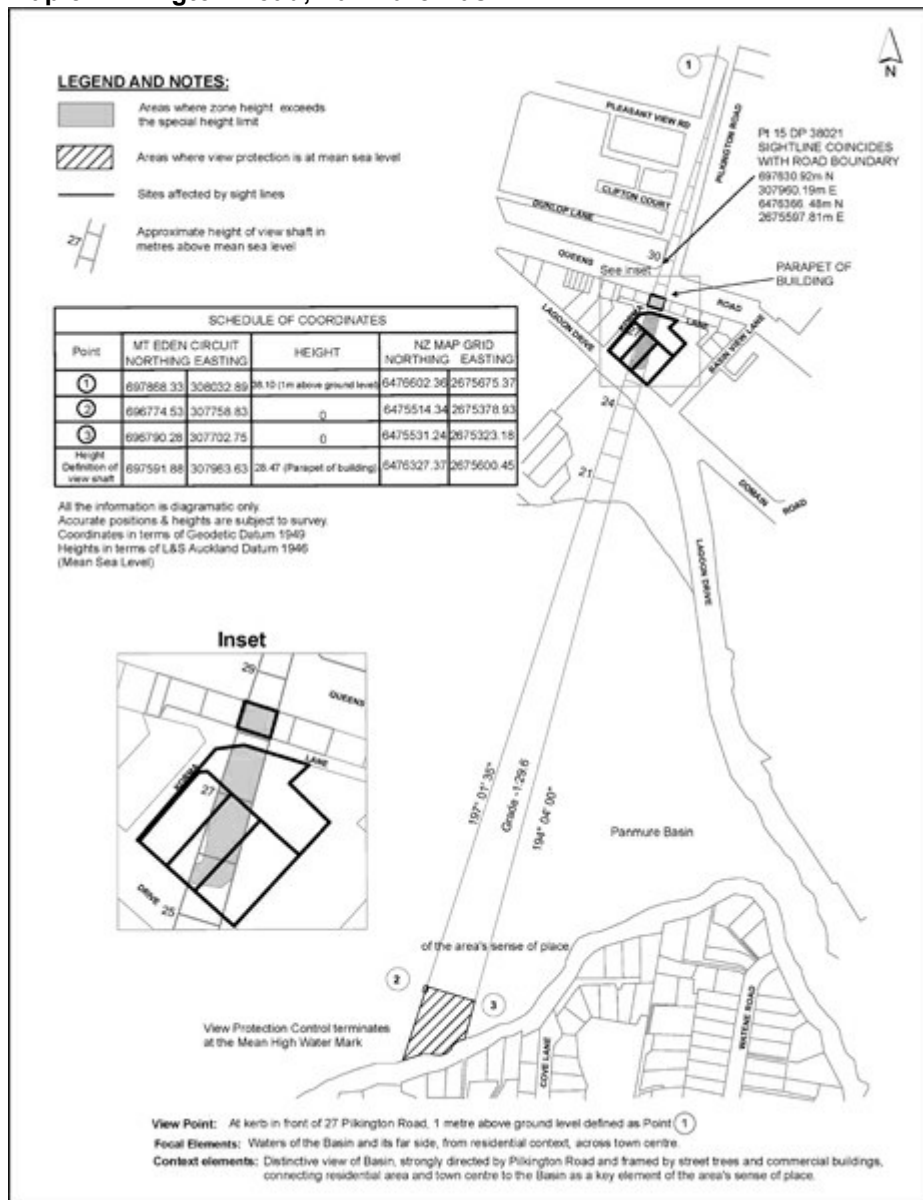 LEGEND AND NOTES:
Areas where zone height exceeds
the special height limit
Areas where view protection is at mean sea level
Sites affected by sight lines
27
Approximate height of view shaft in
metres above mean sea level
SCHEDULE OF COORDINATES
Point MT EDEN CIRCUIT HEIGHT NZ MAP GRID
NORTHING EASTING NORTHING EASTING
1 697868.33 308032.89 38.10 (1m above ground level) 6476602.36 2675675.37
2 696774.53 307758.83 0 6475514.34 2675378.93
3 696790.28 307702.75 0 6475531.24 2675323.18
Height
Definition of
view shaft
697591.88 307963.63 28.47 (Parapet of building) 6476327.37 2675600.45
All the information is diagramatic only.
Accurate positions & heights are subject to survey.
Coordinates in terms of Geodetic Datum 1949
Heights in terms of L&S Auckland Datum 1946
(Mean Sea Level)
1
N
PLEASANT VIEW RD
PILKINGTON ROAD
Pt 15 DP 38021
SIGHTLINE COINCIDES
WITH ROAD BOUNDARY
697630.92m N
307960.19m E
6476366.48m N
2675597.81m E
CLIFTON COURT
DUNLOP LANE
30
QUEENS
See inset
PARAPET OF
BUILDING
ROAD
LANE
LAGOON DRIVE
BASIN VIEW LANE
24
21
DOMAIN
ROAD
LAGOON DRIVE
Inset
29
QUEENS
LANE
27
DRIVE
25
197° 01' 35"
Grade -1:29.6
194° 04' 00"
Panmure Basin
of the area's sense of place
2
3
View Protection Control terminates
at the Mean High Water Mark
COVE LANE
WATENE ROAD
View Point: At kerb in front of 27 Pilkington Road, 1 metre above ground level defined as Point 1
Focal Elements: Waters of the Basin and its far side, from residential context, across town centre.
Context elements: Distinctive view of Basin, strongly directed by Pilkington Road and framed by street trees and commercial buildings,
connecting residential area and town centre to the Basin as a key element of the area's sense of place.